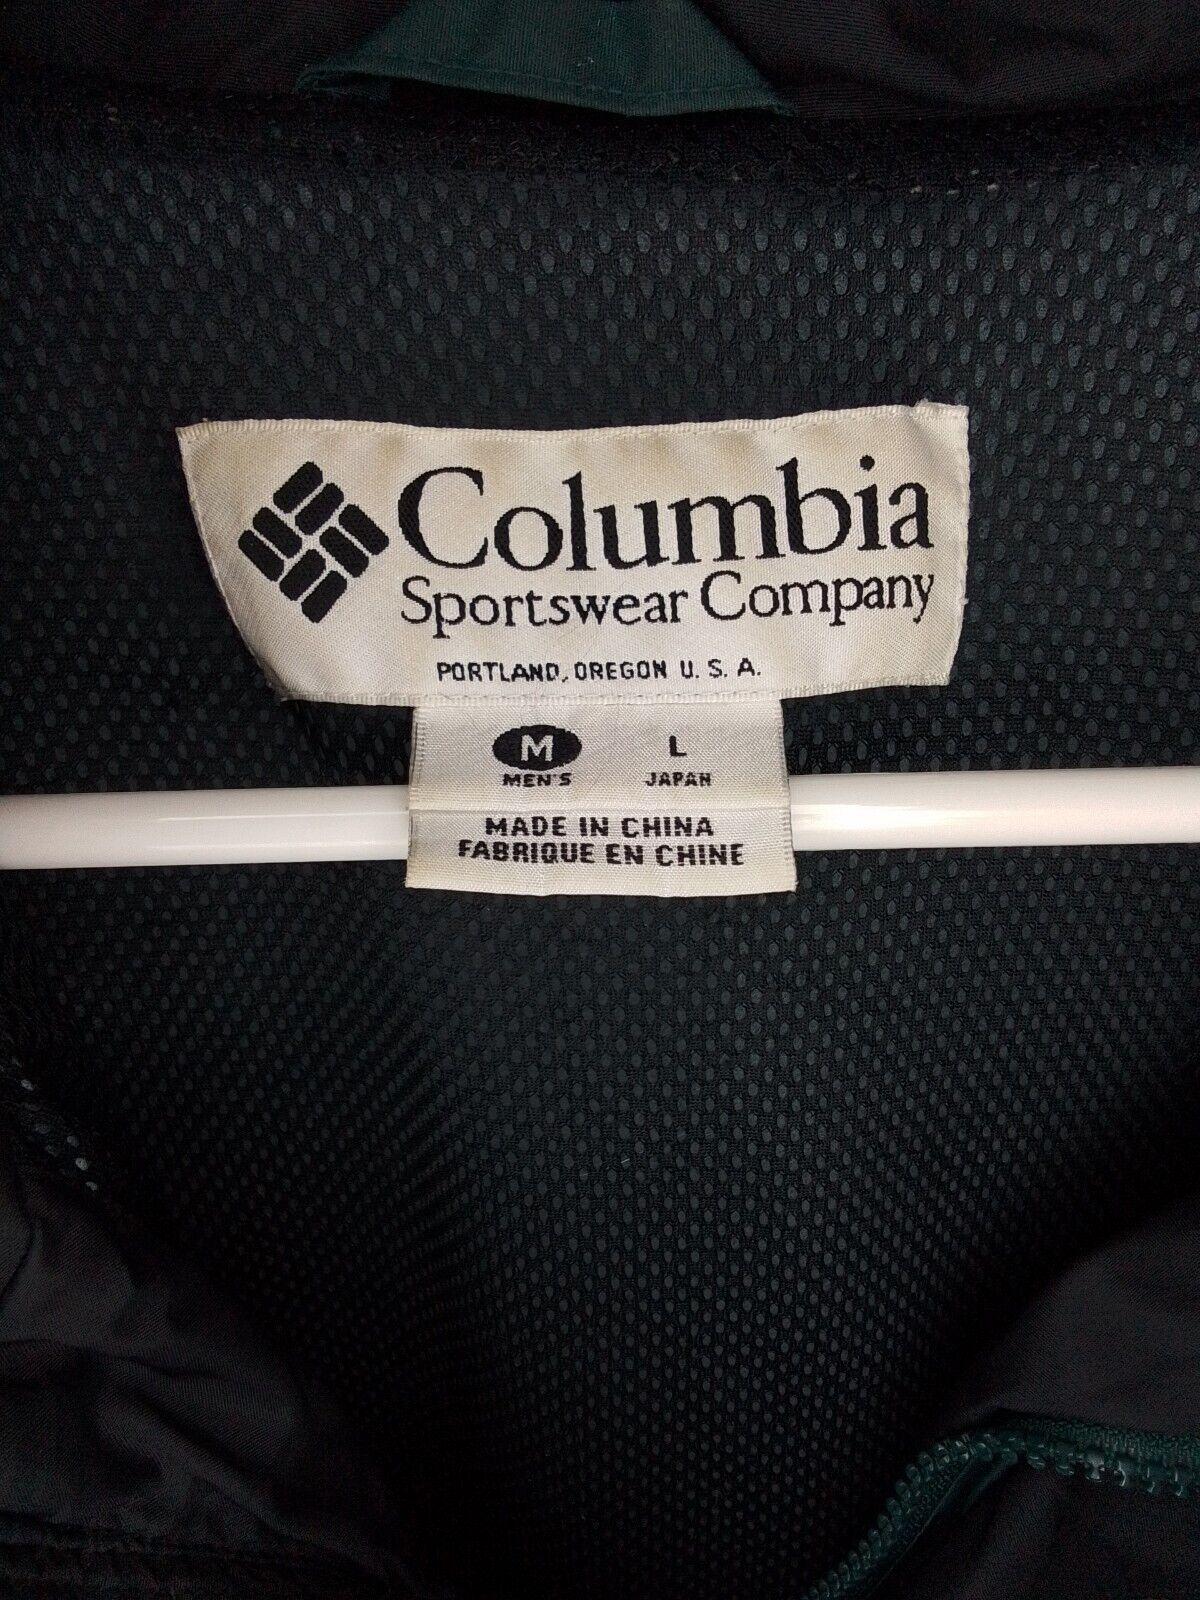 Columbia
Sportswear Company
PORTLAND, OREGON U. S. A.
M L
MEN'S JAPAN
MADE IN CHINA
FABRIQUE EN CHINE